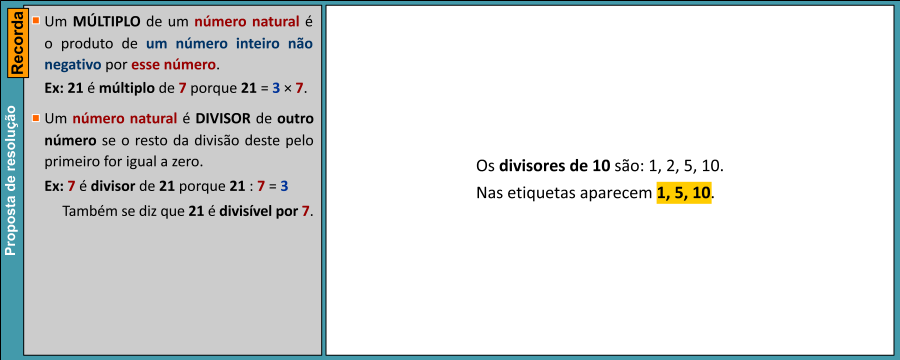 Recorda
Proposta de resolução
Um MÚLTIPLO de um número natural é
o produto de um número inteiro não
negativo por esse número.
Ex: 21 é múltiplo de 7 porque 21 = 3 × 7.
Um número natural é DIVISOR de outro
número se o resto da divisão deste pelo
primeiro for igual a zero.
Ex: 7 é divisor de 21 porque 21 : 7 = 3
Também se diz que 21 é divisível por 7.
Os divisores de 10 são: 1, 2, 5, 10.
Nas etiquetas aparecem 1, 5, 10.